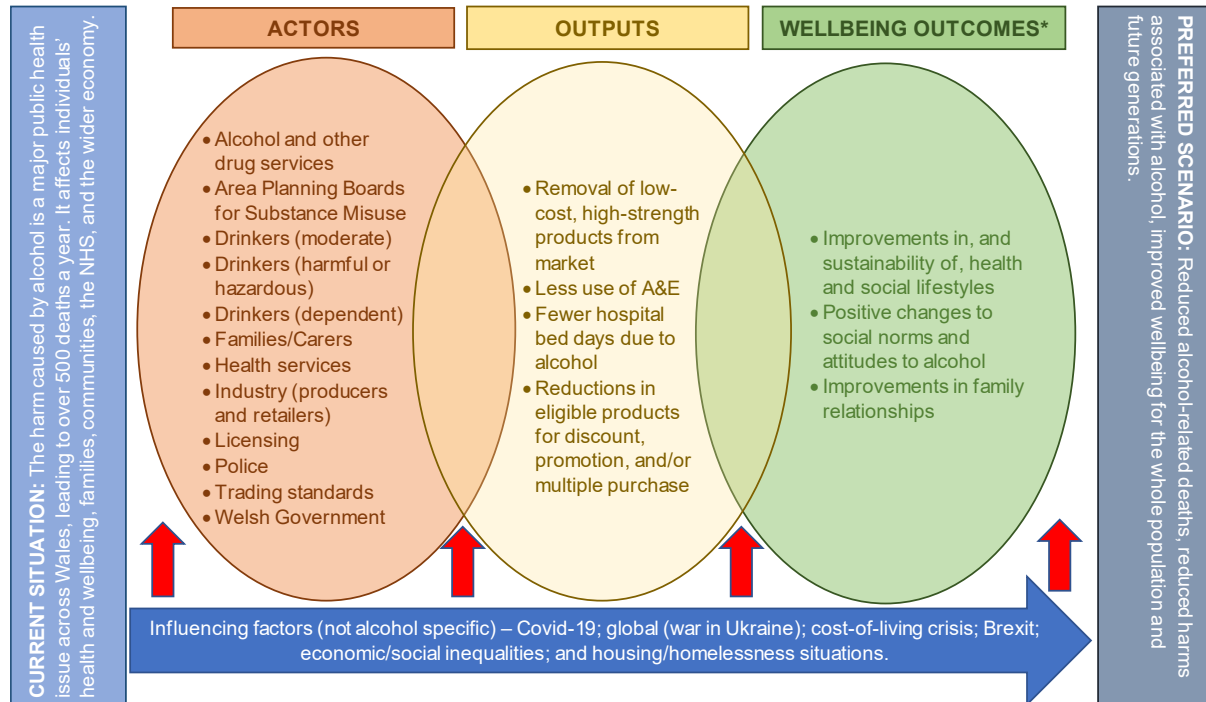 CURRENT SITUATION: The harm caused by alcohol is a major public health
issue across Wales, leading to over 500 deaths a year. It affects individuals'
health and wellbeing, families, communities, the NHS, and the wider economy.
ACTORS
• Alcohol and other
drug services
• Area Planning Boards
for Substance Misuse
• Drinkers (moderate)
• Drinkers (harmful or
hazardous)
• Drinkers (dependent)
• Families/Carers
• Health services
• Industry (producers
and retailers)
• Licensing
• Police
• Trading standards
• Welsh Government
OUTPUTS
• Removal of low-
cost, high-strength
products from
market
• Less use of A&E
• Fewer hospital
bed days due to
alcohol
• Reductions in
eligible products
for discount,
promotion, and/or
multiple purchase
WELLBEING OUTCOMES*
• Improvements in, and
sustainability of, health
and social lifestyles
• Positive changes to
social norms and
attitudes to alcohol
• Improvements in family
relationships
Influencing factors (not alcohol specific) – Covid-19; global (war in Ukraine); cost-of-living crisis; Brexit;
economic/social inequalities; and housing/homelessness situations.
PREFERRED SCENARIO: Reduced alcohol-related deaths, reduced harms
associated with alcohol, improved wellbeing for the whole population and
future generations.